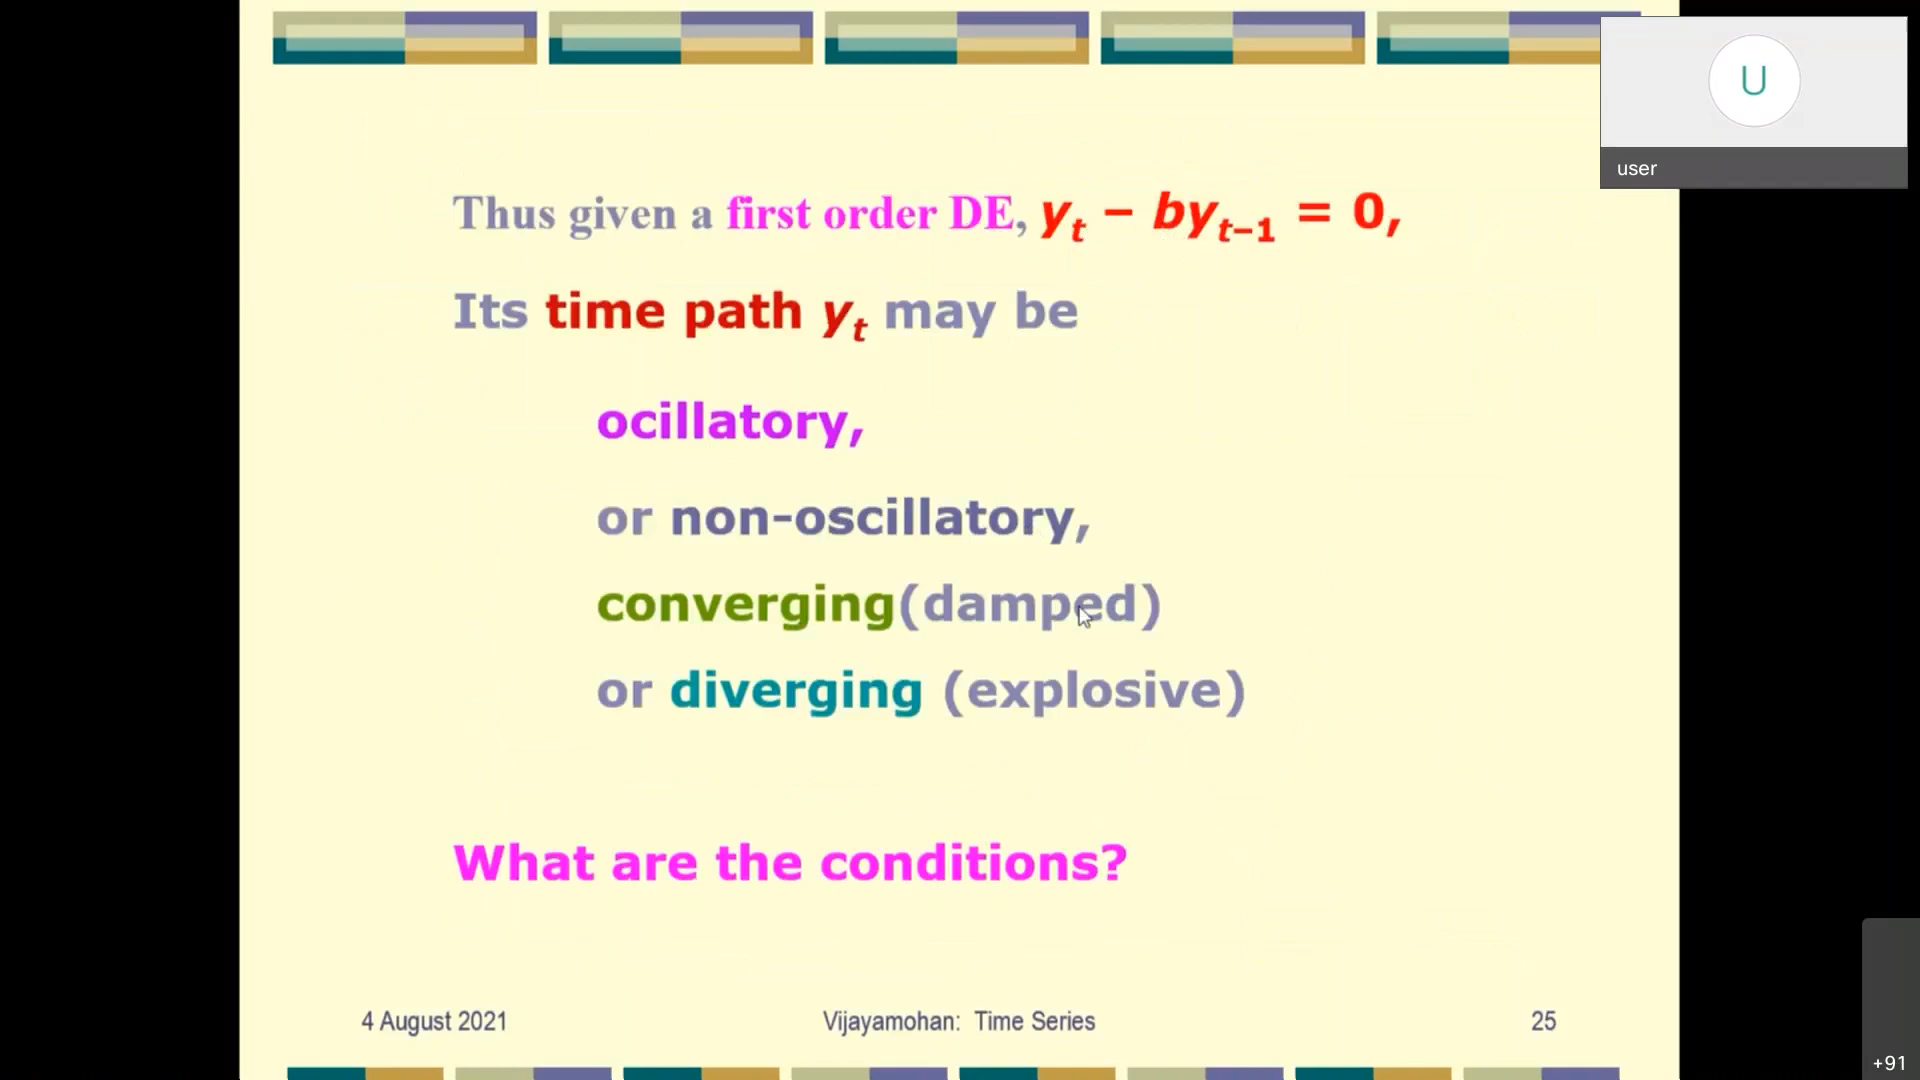 U
user
Thus given a first order DE, yₜ – byₜ₋₁ = 0,
Its time path yₜ may be
ocillatory,
or non-oscillatory,
converging(damped)
or diverging (explosive)
What are the conditions?
4 August 2021
Vijayamohan: Time Series
25
+91